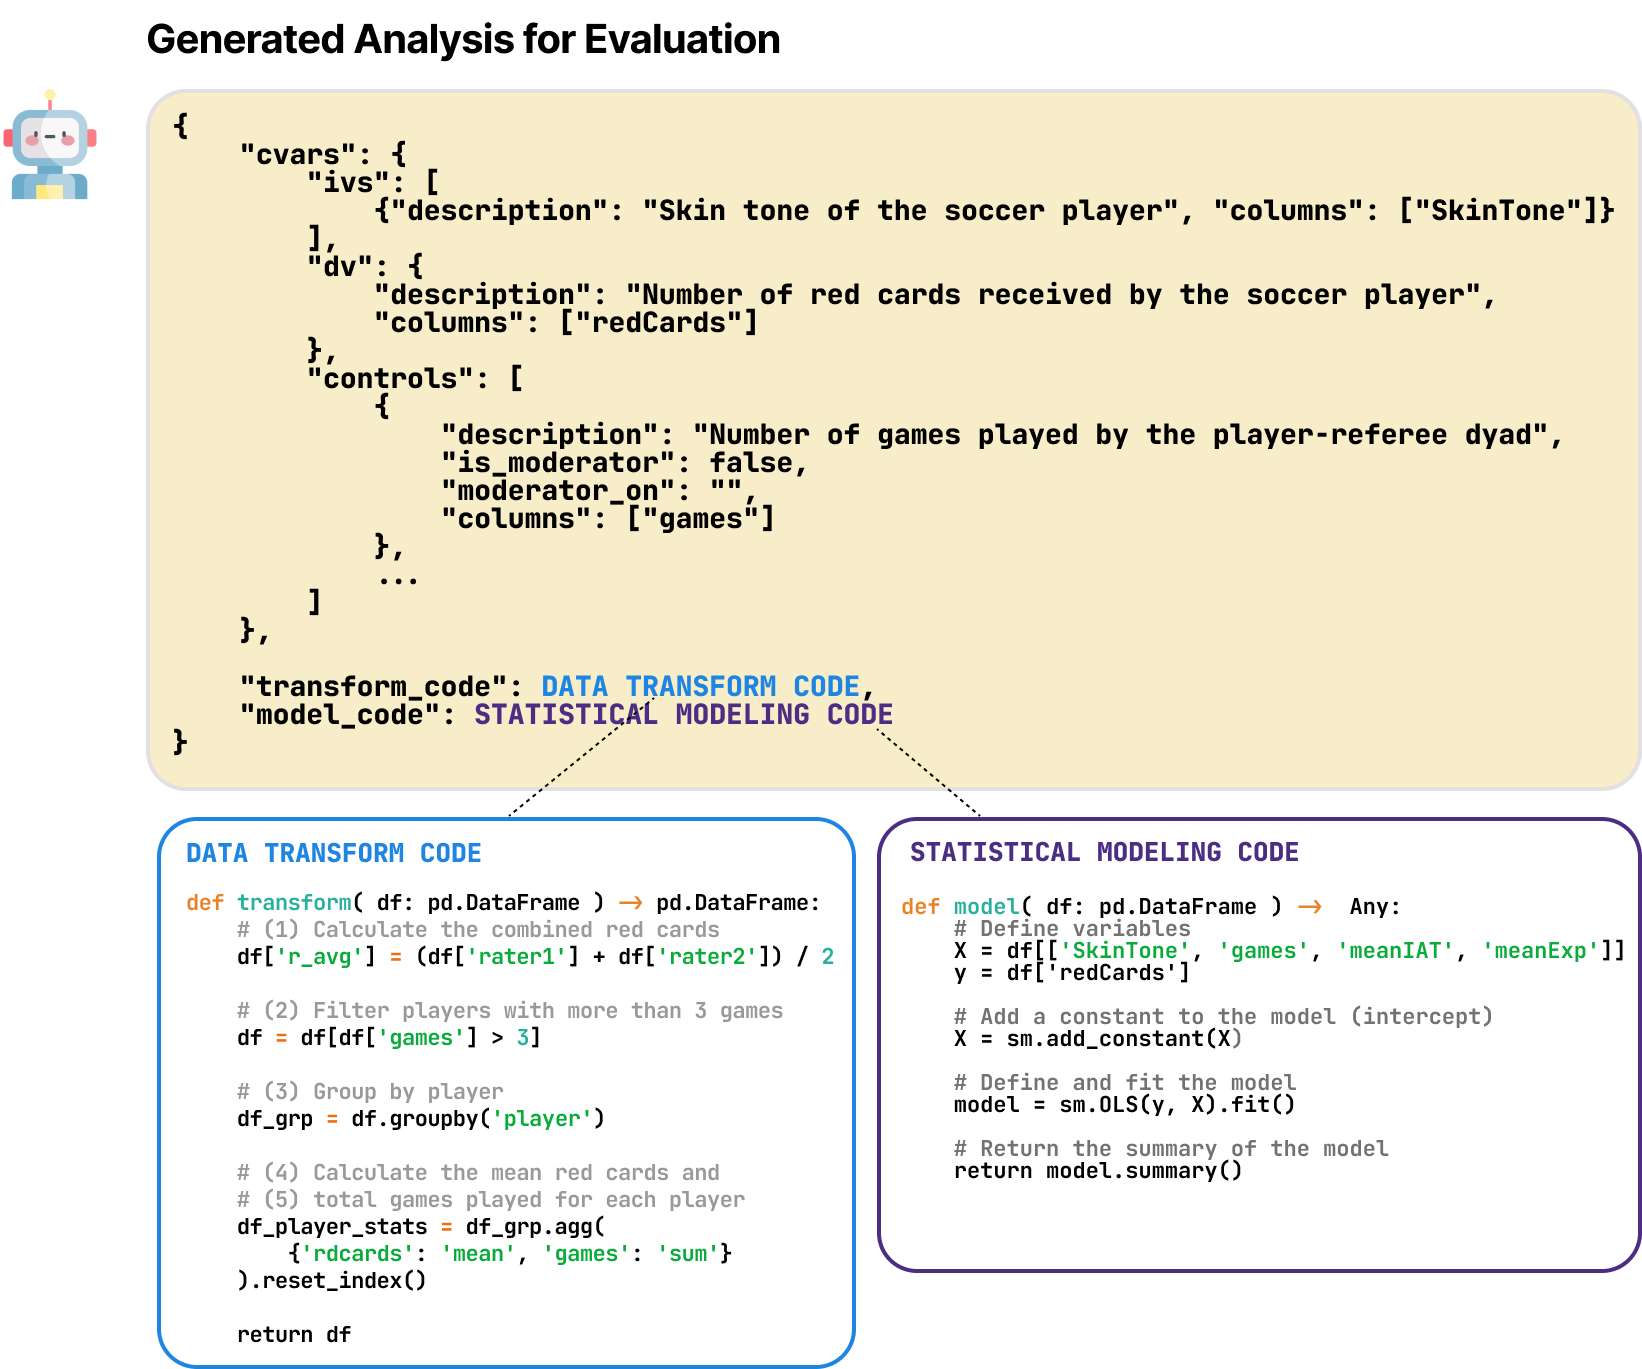 Generated Analysis for Evaluation
{
    "cvars": {
        "ivs": [
            {"description": "Skin tone of the soccer player", "columns": ["SkinTone"]}
        ],
        "dv": {
            "description": "Number of red cards received by the soccer player",
            "columns": ["redCards"]
        },
        "controls": [
            {
                "description": "Number of games played by the player-referee dyad",
                "is_moderator": false,
                "moderator_on": "",
                "columns": ["games"]
            },
            ...
        ]
    },
    "transform_code": DATA TRANSFORM CODE,
    "model_code": STATISTICAL MODELING CODE
}
DATA TRANSFORM CODE
def transform( df: pd.DataFrame ) → pd.DataFrame:
    # (1) Calculate the combined red cards
    df['r_avg'] = (df['rater1'] + df['rater2']) / 2
    # (2) Filter players with more than 3 games
    df = df[df['games'] > 3]
    # (3) Group by player
    df_grp = df.groupby('player')
    # (4) Calculate the mean red cards and
    # (5) total games played for each player
    df_player_stats = df_grp.agg(
        {'rdcards': 'mean', 'games': 'sum'}
    ).reset_index()
    return df
STATISTICAL MODELING CODE
def model( df: pd.DataFrame ) → Any:
    # Define variables
    X = df[['SkinTone', 'games', 'meanIAT', 'meanExp']]
    y = df['redCards']
    # Add a constant to the model (intercept)
    X = sm.add_constant(X)
    # Define and fit the model
    model = sm.OLS(y, X).fit()
    # Return the summary of the model
    return model.summary()